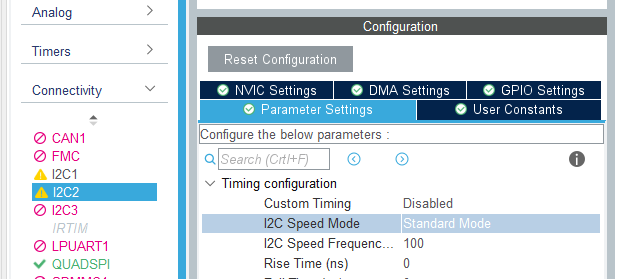 Analog
Timers
Connectivity
CAN1
FMC
I2C1
I2C2
I2C3
IRTIM
LPUART1
QUADSPI
Configuration
Reset Configuration
NVIC Settings
DMA Settings
GPIO Settings
Parameter Settings
User Constants
Configure the below parameters :
Search (CrtI+F)
Timing configuration
Custom Timing Disabled
I2C Speed Mode Standard Mode
I2C Speed Frequenc... 100
Rise Time (ns) 0